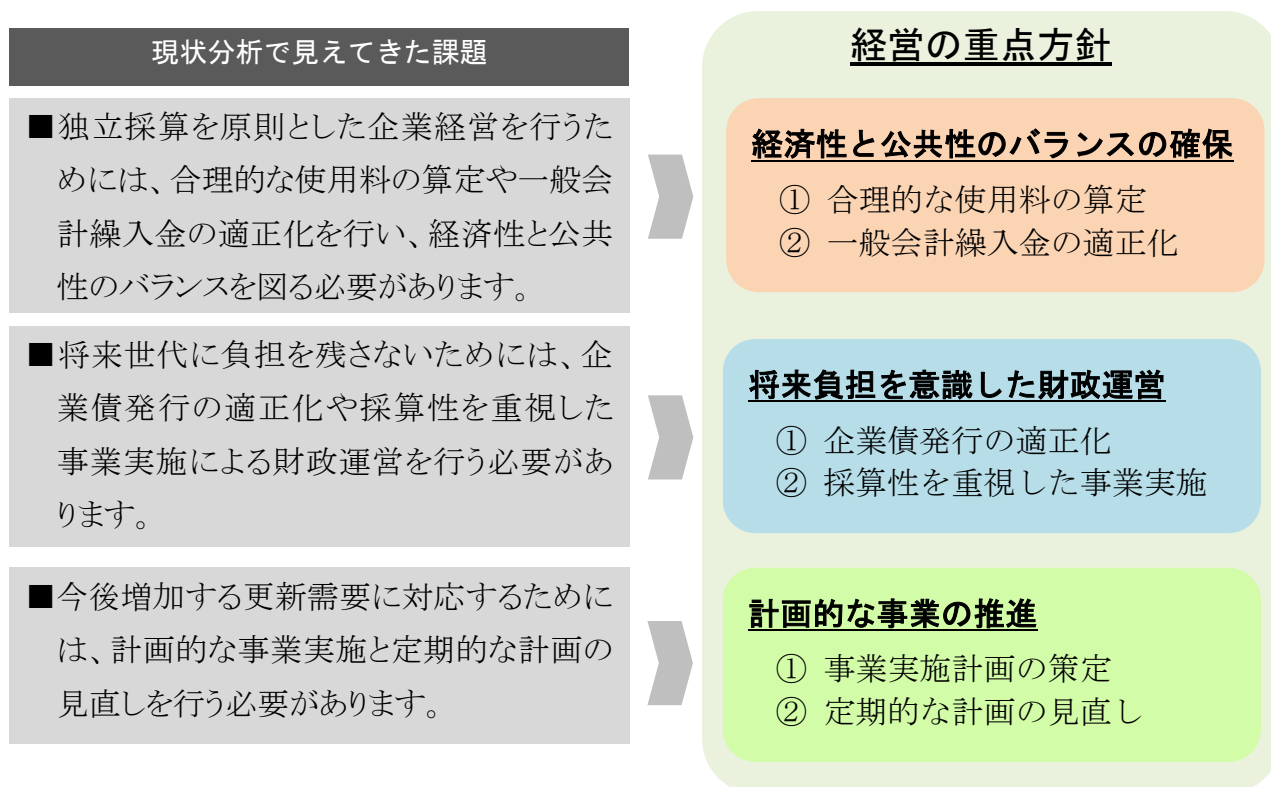 現状分析で見えてきた課題
■独立採算を原則とした企業経営を行うた
めには、合理的な使用料の算定や一般会
計繰入金の適正化を行い、経済性と公共
性のバランスを図る必要があります。
■将来世代に負担を残さないためには、企
業債発行の適正化や採算性を重視した
事業実施による財政運営を行う必要があ
ります。
■今後増加する更新需要に対応するために
は、計画的な事業実施と定期的な計画の
見直しを行う必要があります。
経営の重点方針
経済性と公共性のバランスの確保
① 合理的な使用料の算定
② 一般会計繰入金の適正化
将来負担を意識した財政運営
① 企業債発行の適正化
② 採算性を重視した事業実施
計画的な事業の推進
① 事業実施計画の策定
② 定期的な計画の見直し